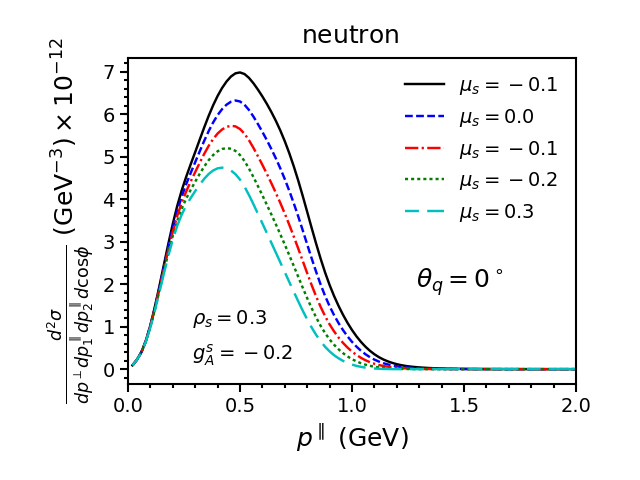 neutron
d²σ / dp^⊥ dp₁^∥ dp₂^∥ dcosϕ (GeV⁻³) × 10⁻¹²
7
6
5
4
3
2
1
0
μₛ = −0.1
μₛ = 0.0
μₛ = −0.1
μₛ = −0.2
μₛ = 0.3
θ_q = 0°
ρₛ = 0.3
g_A^s = −0.2
0.0 0.5 1.0 1.5 2.0
p^∥ (GeV)